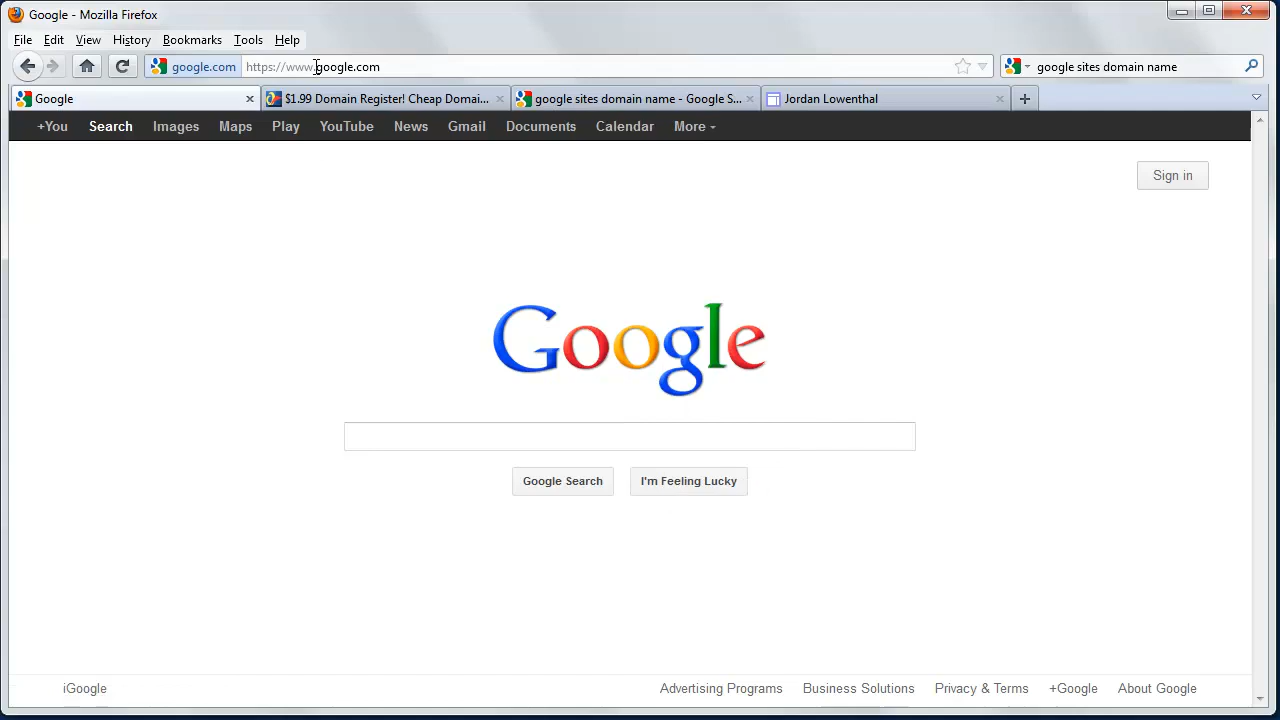 Google - Mozilla Firefox
File Edit View History Bookmarks Tools Help
google.com https://www.google.com google sites domain name
Google $1.99 Domain Register! Cheap Domai... google sites domain name - Google S... Jordan Lowenthal
+You Search Images Maps Play YouTube News Gmail Documents Calendar More
Sign in
Google
Google Search I'm Feeling Lucky
iGoogle Advertising Programs Business Solutions Privacy & Terms +Google About Google